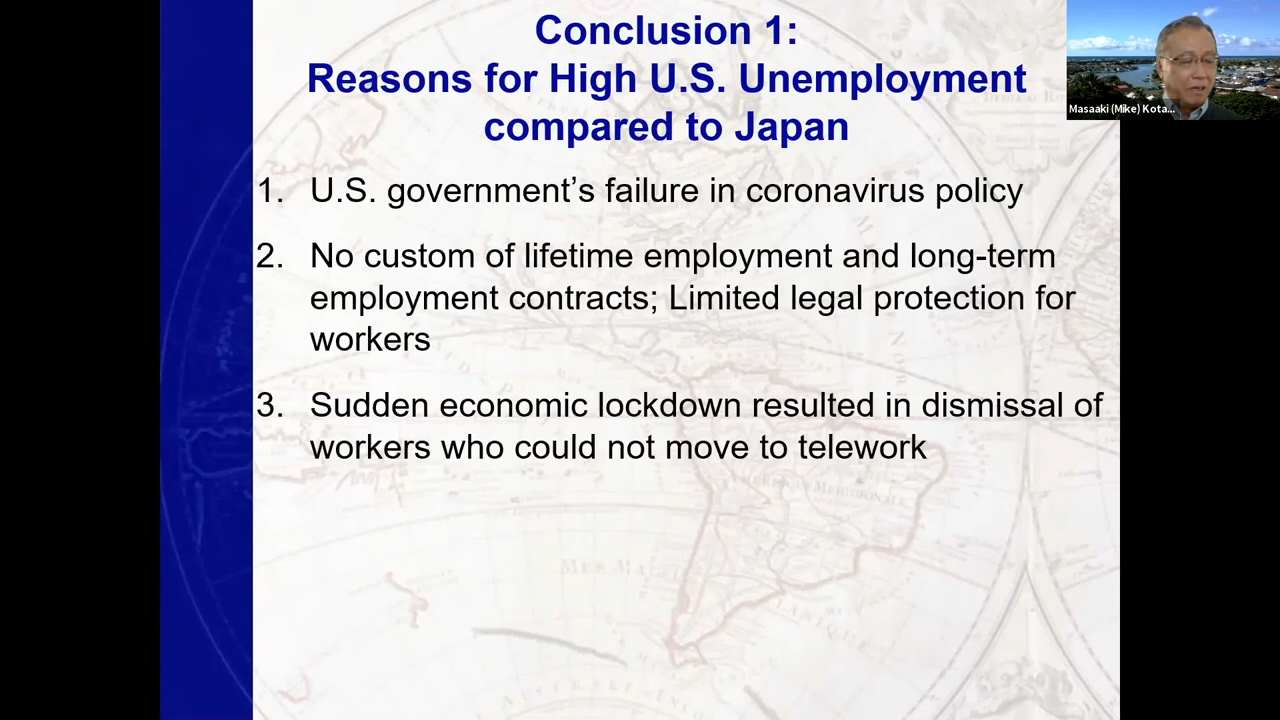 Conclusion 1:
Reasons for High U.S. Unemployment
compared to Japan
Masaaki (Mike) Kota...
1. U.S. government’s failure in coronavirus policy
2. No custom of lifetime employment and long-term
employment contracts; Limited legal protection for
workers
3. Sudden economic lockdown resulted in dismissal of
workers who could not move to telework